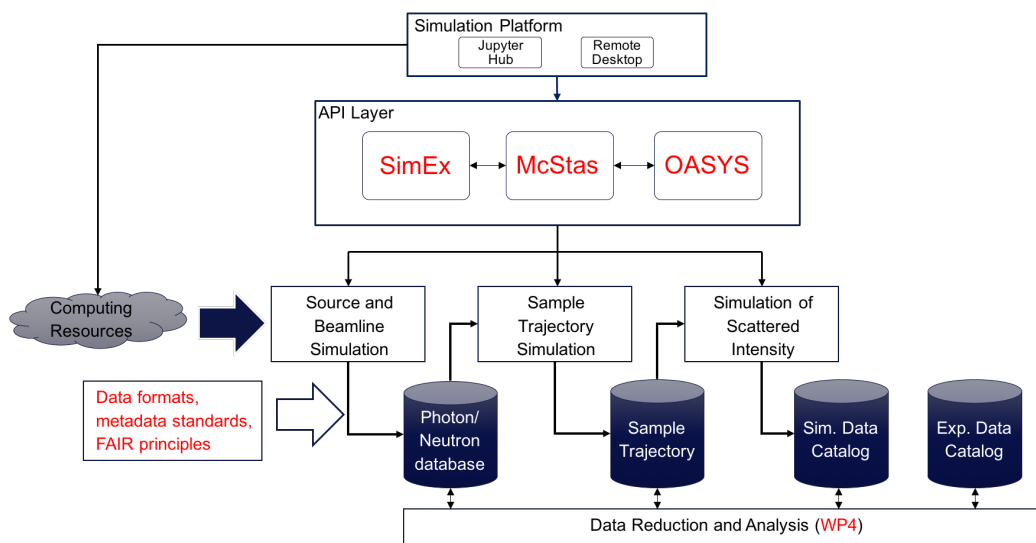 Simulation Platform
Jupyter
Hub
Remote
Desktop
API Layer
SimEx
McStas
OASYS
Computing
Resources
Source and
Beamline
Simulation
Sample
Trajectory
Simulation
Simulation of
Scattered
Intensity
Data formats,
metadata standards,
FAIR principles
Photon/
Neutron
database
Sample
Trajectory
Sim. Data
Catalog
Exp. Data
Catalog
Data Reduction and Analysis (WP4)